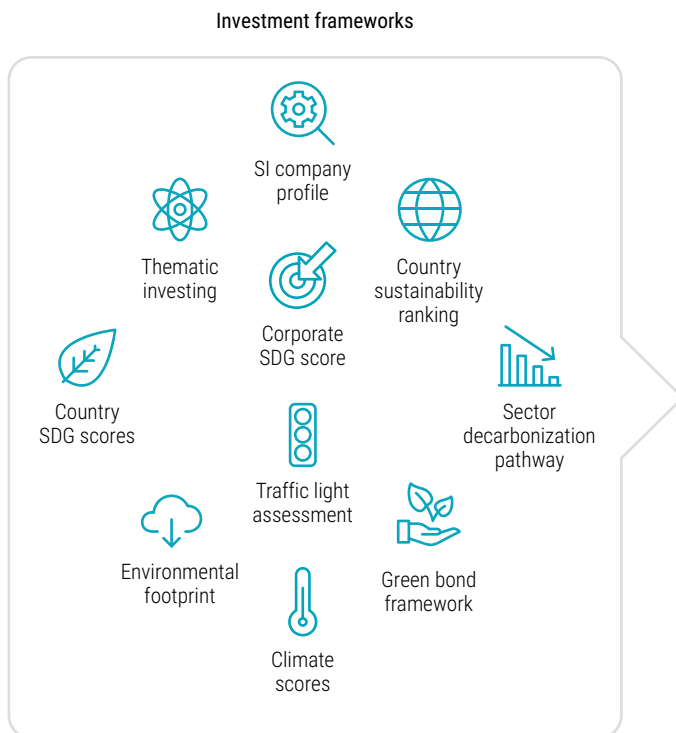 Investment frameworks
SI company
profile
Thematic
investing
Country
sustainability
ranking
Corporate
SDG score
Country
SDG scores
Sector
decarbonization
pathway
Traffic light
assessment
Environmental
footprint
Green bond
framework
Climate
scores